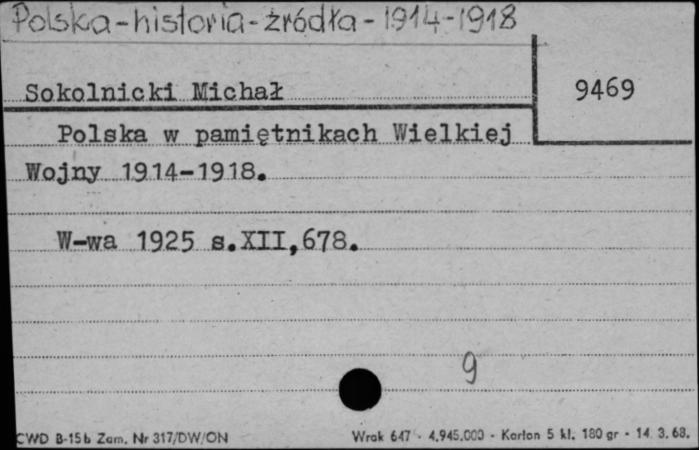 Polska-historia-źródła-1914-1918
Sokolnicki Michał
9469
Polska w pamiętnikach Wielkiej
Wojny 1914-1918.
W-wa 1925 s.XII,678.
9
CWD B-15b Zam. Nr 317/DW/ON
Wrak 647 - 4.945.000 - Karton 5 kl. 180 gr - 14. 3. 68.